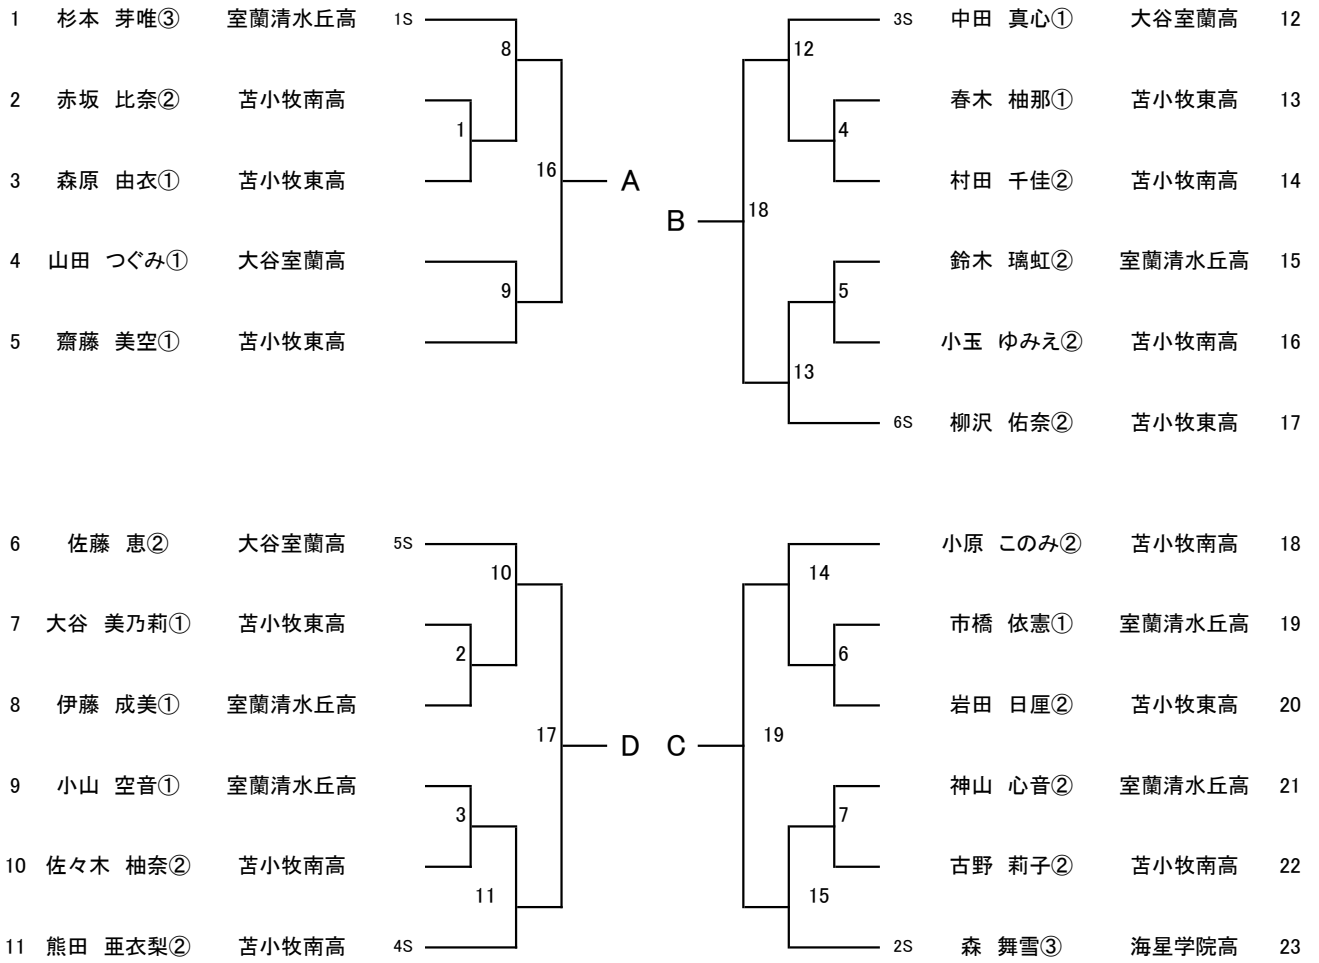 1 杉本 芽唯③ 室蘭清水丘高 1S
8
2 赤坂 比奈② 苫小牧南高
1
3 森原 由衣① 苫小牧東高
16
A
4 山田 つぐみ① 大谷室蘭高
9
5 齋藤 美空① 苫小牧東高
3S 中田 真心① 大谷室蘭高 12
12
春木 柚那① 苫小牧東高 13
4
村田 千佳② 苫小牧南高 14
18
B
鈴木 璃虹② 室蘭清水丘高 15
5
小玉 ゆみえ② 苫小牧南高 16
13
6S 柳沢 佑奈② 苫小牧東高 17
6 佐藤 恵② 大谷室蘭高 5S
10
7 大谷 美乃莉① 苫小牧東高
2
8 伊藤 成美① 室蘭清水丘高
17
D
9 小山 空音① 室蘭清水丘高
3
10 佐々木 柚奈② 苫小牧南高
11
11 熊田 亜衣梨② 苫小牧南高 4S
小原 このみ② 苫小牧南高 18
14
市橋 依憲① 室蘭清水丘高 19
6
岩田 日厘② 苫小牧東高 20
C
19
神山 心音② 室蘭清水丘高 21
7
古野 莉子② 苫小牧南高 22
15
2S 森 舞雪③ 海星学院高 23